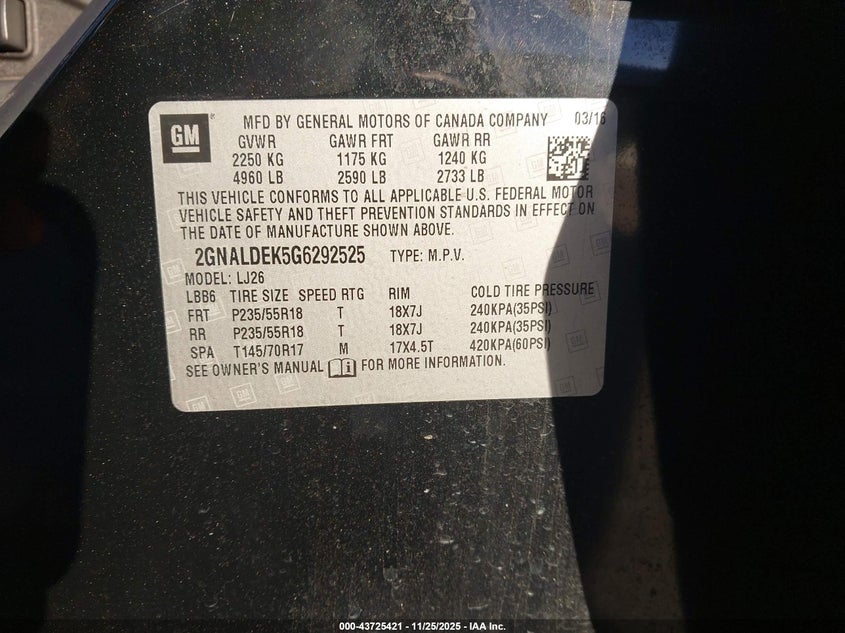 GM
MFD BY GENERAL MOTORS OF CANADA COMPANY 03/16
GVWR GAWR FRT GAWR RR
2250 KG 1175 KG 1240 KG
4960 LB 2590 LB 2733 LB
THIS VEHICLE CONFORMS TO ALL APPLICABLE U.S. FEDERAL MOTOR
VEHICLE SAFETY AND THEFT PREVENTION STANDARDS IN EFFECT ON
THE DATE OF MANUFACTURE SHOWN ABOVE.
2GNALDEK5G6292525 TYPE: M.P.V.
MODEL: LJ26
LBB6 TIRE SIZE SPEED RTG RIM COLD TIRE PRESSURE
FRT P235/55R18 T 18X7J 240KPA(35PSI)
RR P235/55R18 T 18X7J 240KPA(35PSI)
SPA T145/70R17 M 17X4.5T 420KPA(60PSI)
SEE OWNER'S MANUAL i FOR MORE INFORMATION.
000-43725421 - 11/25/2025 - IAA Inc.